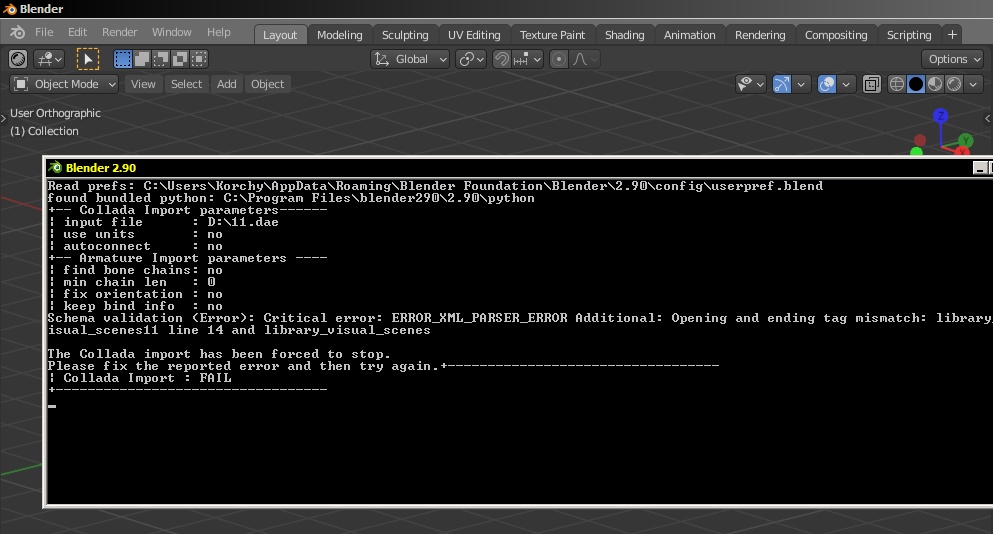 Blender
File Edit Render Window Help Layout Modeling Sculpting UV Editing Texture Paint Shading Animation Rendering Compositing Scripting +
Global Options
Object Mode View Select Add Object
User Orthographic
(1) Collection
Z
Y
X
Blender 2.90
Read prefs: C:\Users\Korchy\AppData\Roaming\Blender Foundation\Blender\2.90\config\userpref.blend
found bundled python: C:\Program Files\blender290\2.90\python
+-- Collada Import parameters------
| input file      : D:\11.dae
| use units       : no
| autoconnect     : no
+-- Armature Import parameters ----
| find bone chains: no
| min chain len   : 0
| fix orientation : no
| keep bind info  : no
Schema validation (Error): Critical error: ERROR_XML_PARSER_ERROR Additional: Opening and ending tag mismatch: library_
isual_scenes11 line 14 and library_visual_scenes
The Collada import has been forced to stop.
Please fix the reported error and then try again.+----------------------------------
| Collada Import : FAIL
+----------------------------------